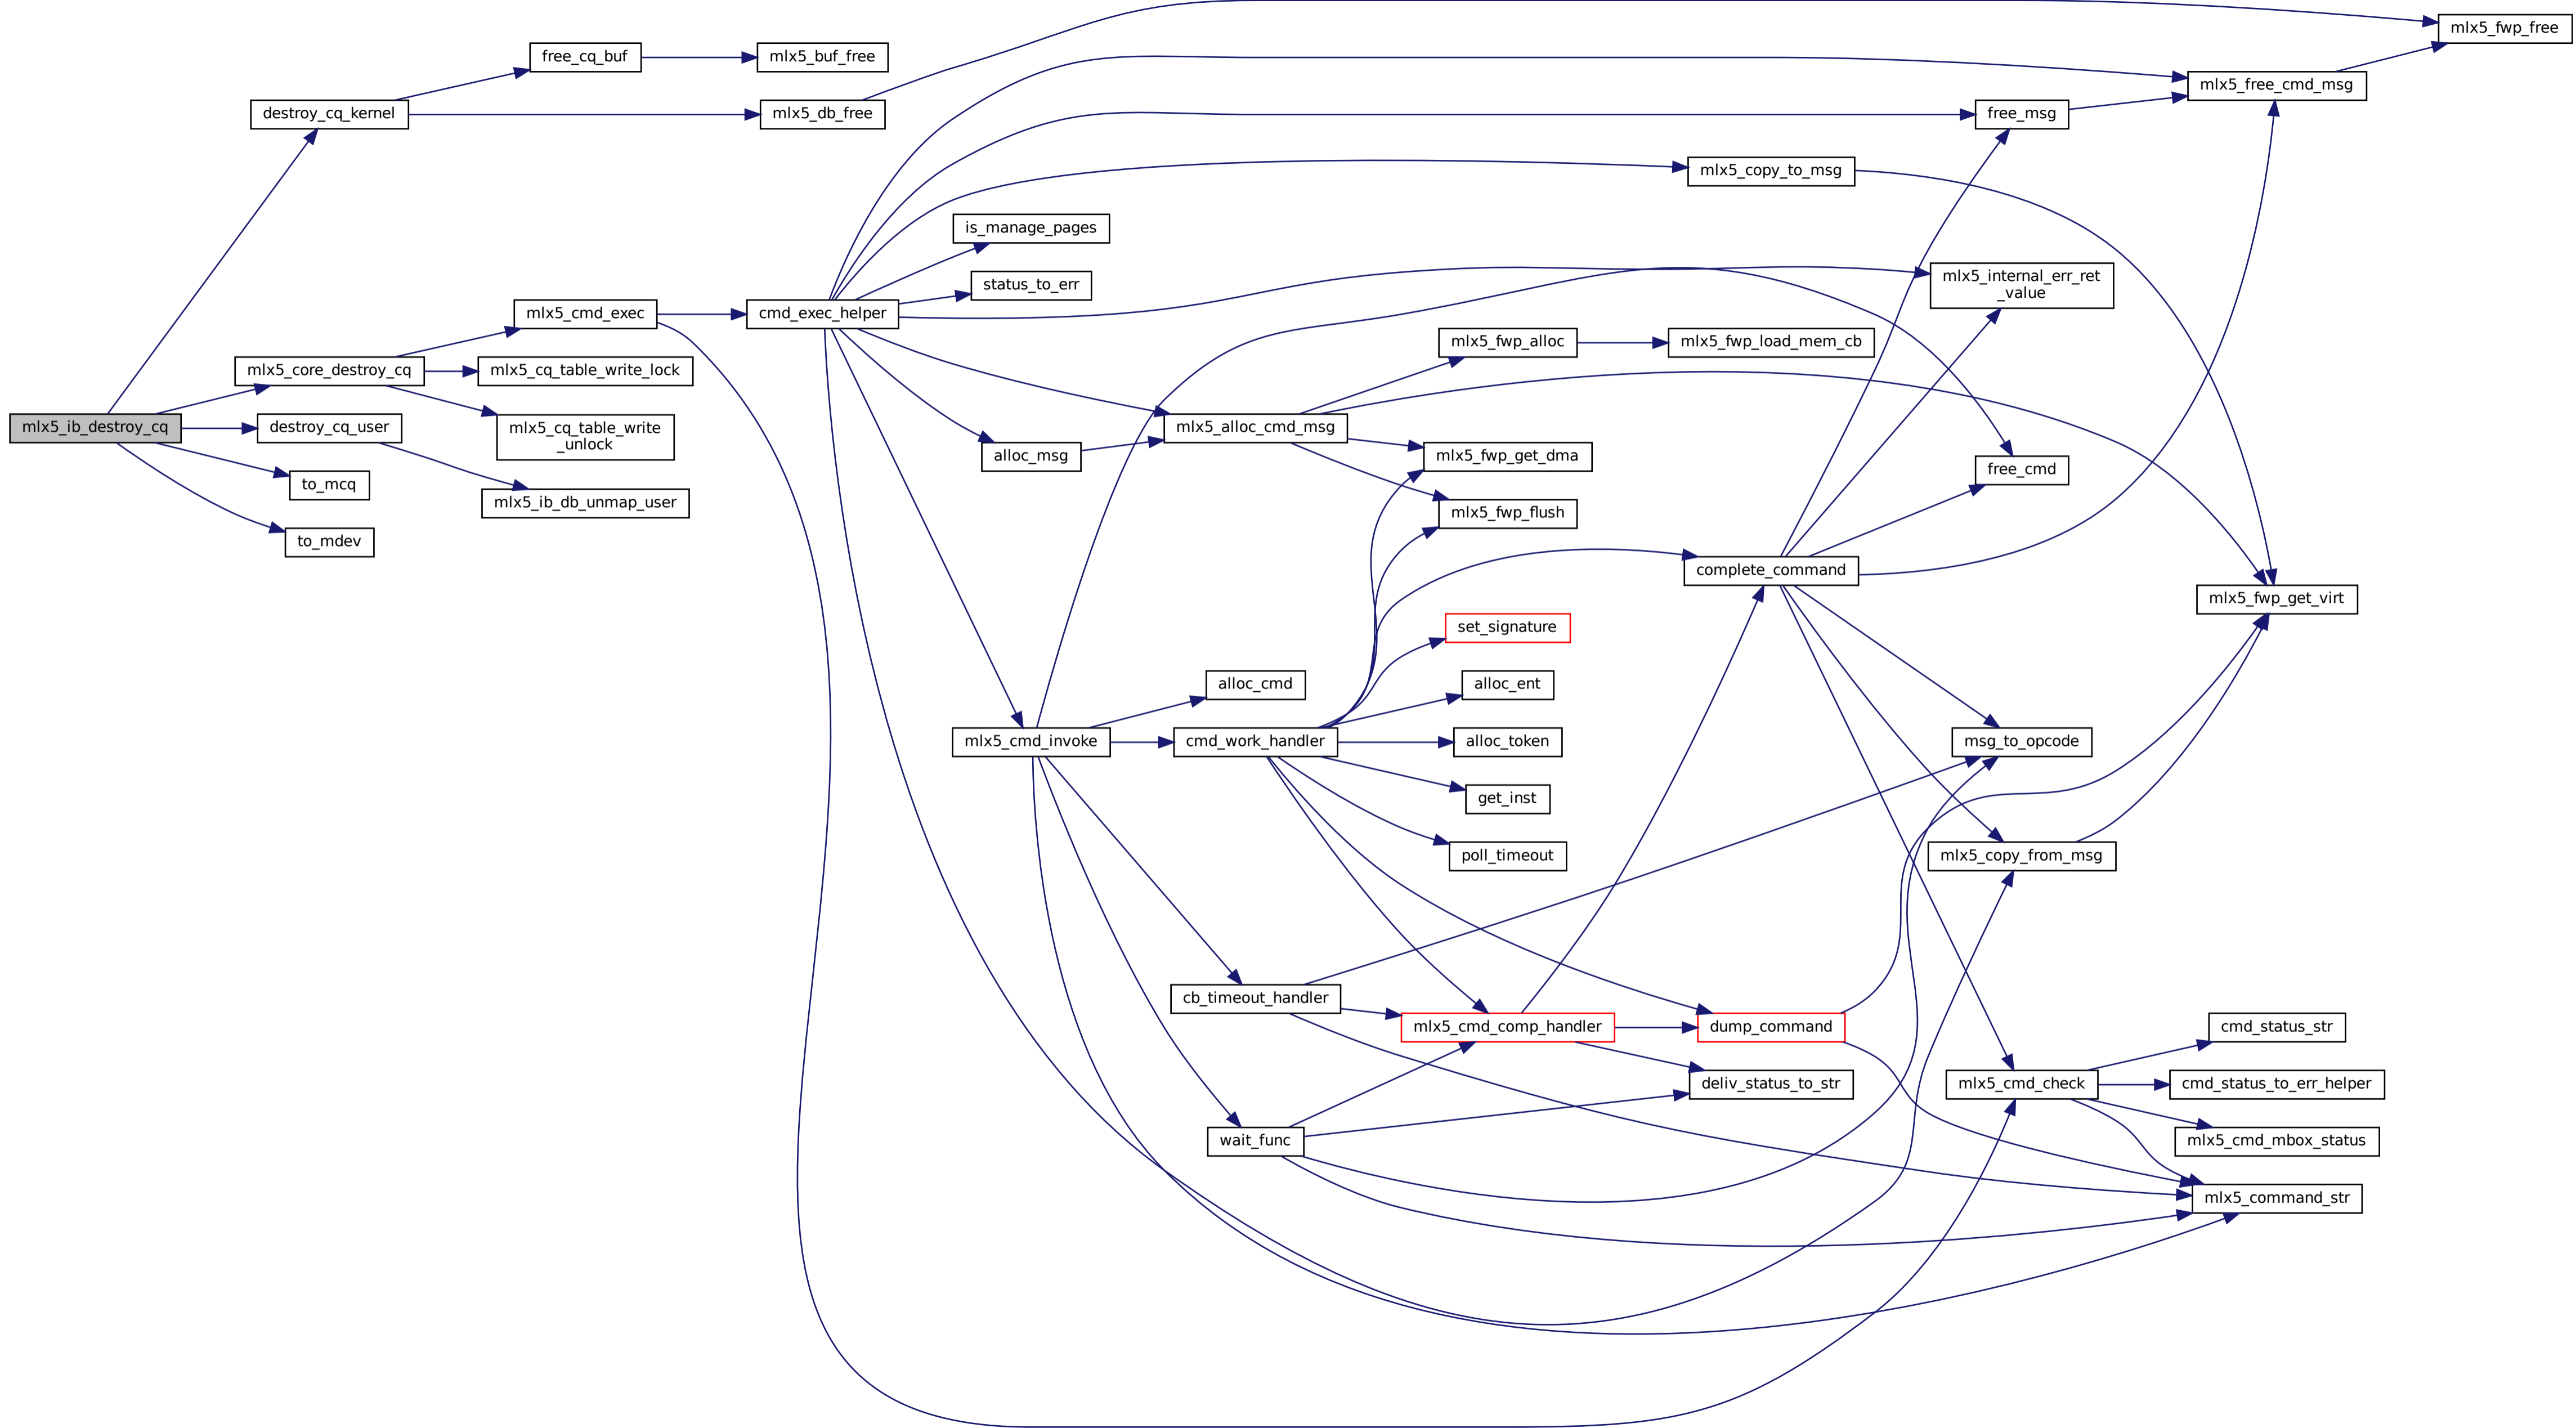 mlx5_ib_destroy_cq
destroy_cq_kernel
free_cq_buf
mlx5_buf_free
mlx5_db_free
mlx5_fwp_free
mlx5_core_destroy_cq
mlx5_cmd_exec
mlx5_cq_table_write_lock
mlx5_cq_table_write
_unlock
destroy_cq_user
mlx5_ib_db_unmap_user
to_mcq
to_mdev
cmd_exec_helper
is_manage_pages
status_to_err
alloc_msg
mlx5_alloc_cmd_msg
mlx5_fwp_alloc
mlx5_fwp_load_mem_cb
mlx5_fwp_get_dma
mlx5_fwp_flush
mlx5_copy_to_msg
free_msg
mlx5_free_cmd_msg
mlx5_internal_err_ret
_value
free_cmd
mlx5_fwp_get_virt
mlx5_cmd_invoke
alloc_cmd
cmd_work_handler
set_signature
alloc_ent
alloc_token
get_inst
poll_timeout
complete_command
msg_to_opcode
mlx5_copy_from_msg
cb_timeout_handler
mlx5_cmd_comp_handler
dump_command
deliv_status_to_str
wait_func
mlx5_cmd_check
cmd_status_str
cmd_status_to_err_helper
mlx5_cmd_mbox_status
mlx5_command_str